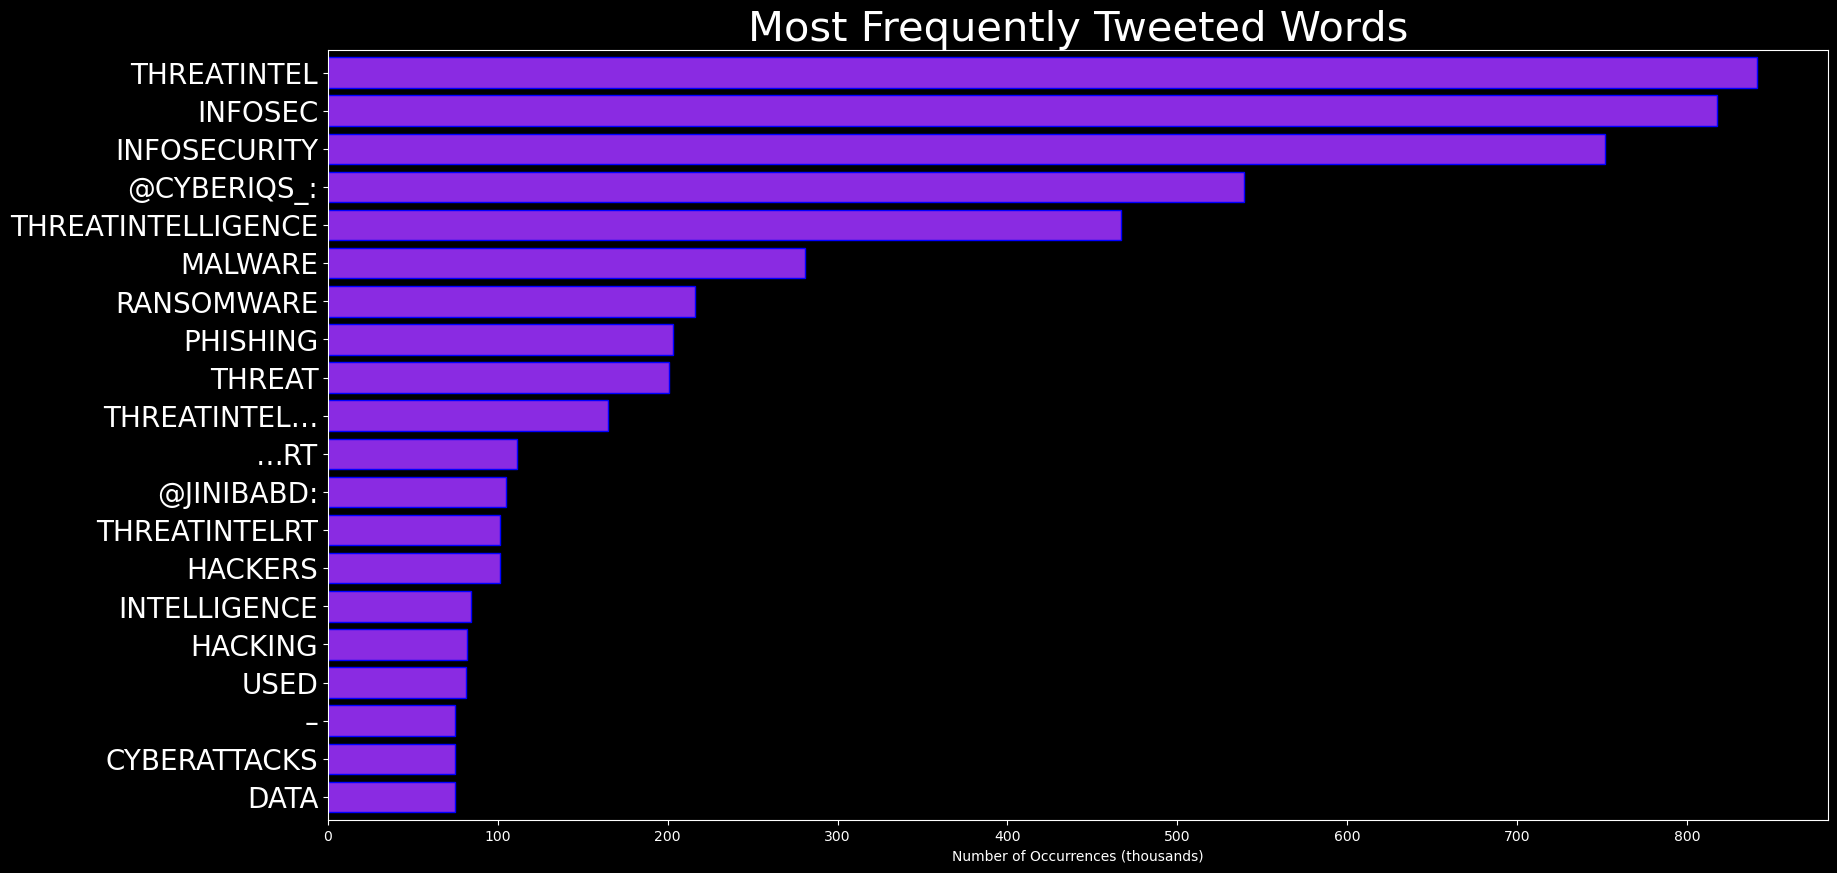 Most Frequently Tweeted Words
THREATINTEL
INFOSEC
INFOSECURITY
@CYBERIQS_:
THREATINTELLIGENCE
MALWARE
RANSOMWARE
PHISHING
THREAT
THREATINTEL…
…RT
@JINIBABD:
THREATINTELRT
HACKERS
INTELLIGENCE
HACKING
USED
–
CYBERATTACKS
DATA
0 100 200 300 400 500 600 700 800
Number of Occurrences (thousands)